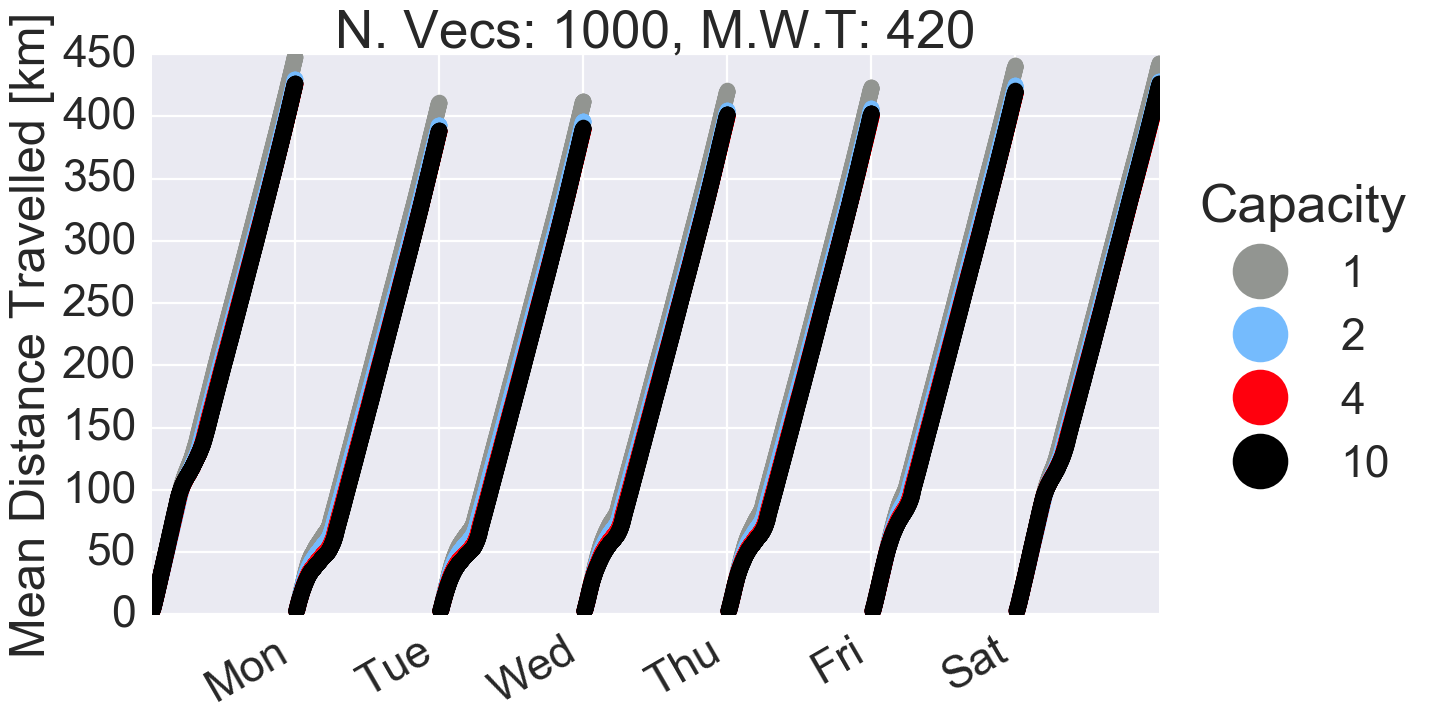 N. Vecs: 1000, M.W.T: 420
Mean Distance Travelled [km]
450
400
350
300
250
200
150
100
50
0
Mon
Tue
Wed
Thu
Fri
Sat
Capacity
1
2
4
10